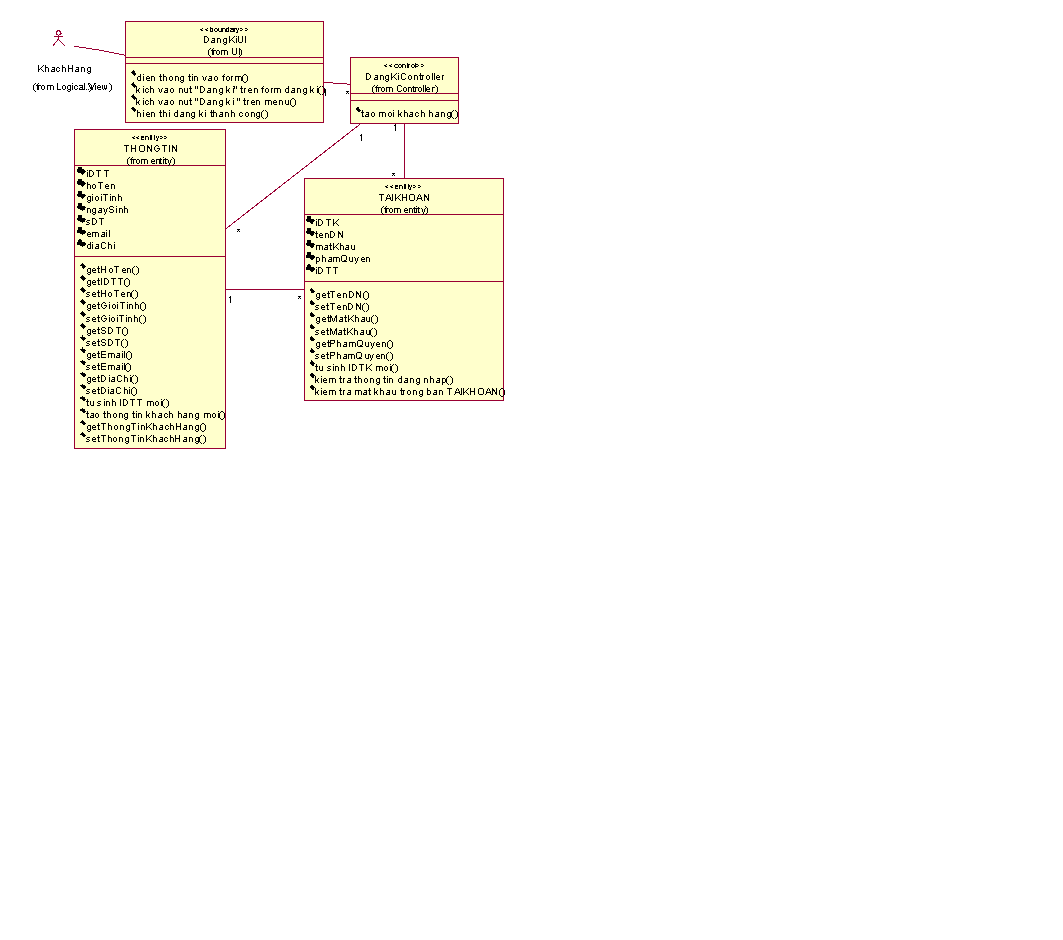 KhachHang
(from Logical View)
<<boundary>>
DangKiUI
(from UI)
dien thong tin vao form()
kich vao nut "Dang ki" tren form dang ki()
kich vao nut "Dang ki" tren menu()
hien thi dang ki thanh cong()
1
*
<<control>>
DangKiController
(from Controller)
tao moi khach hang()
1
1
*
*
<<entity>>
THONGTIN
(from entity)
iDTT
hoTen
gioiTinh
ngaySinh
sDT
email
diaChi
getHoTen()
getIDTT()
setHoTen()
getGioiTinh()
setGioiTinh()
getSDT()
setSDT()
getEmail()
setEmail()
getDiaChi()
setDiaChi()
tu sinh IDTT moi()
tao thong tin khach hang moi()
getThongTinKhachHang()
setThongTinKhachHang()
1
*
<<entity>>
TAIKHOAN
(from entity)
iDTK
tenDN
matKhau
phamQuyen
iDTT
getTenDN()
setTenDN()
getMatKhau()
setMatKhau()
getPhamQuyen()
setPhamQuyen()
tu sinh IDTK moi()
kiem tra thong tin dang nhap()
kiem tra mat khau trong ban TAIKHOAN()